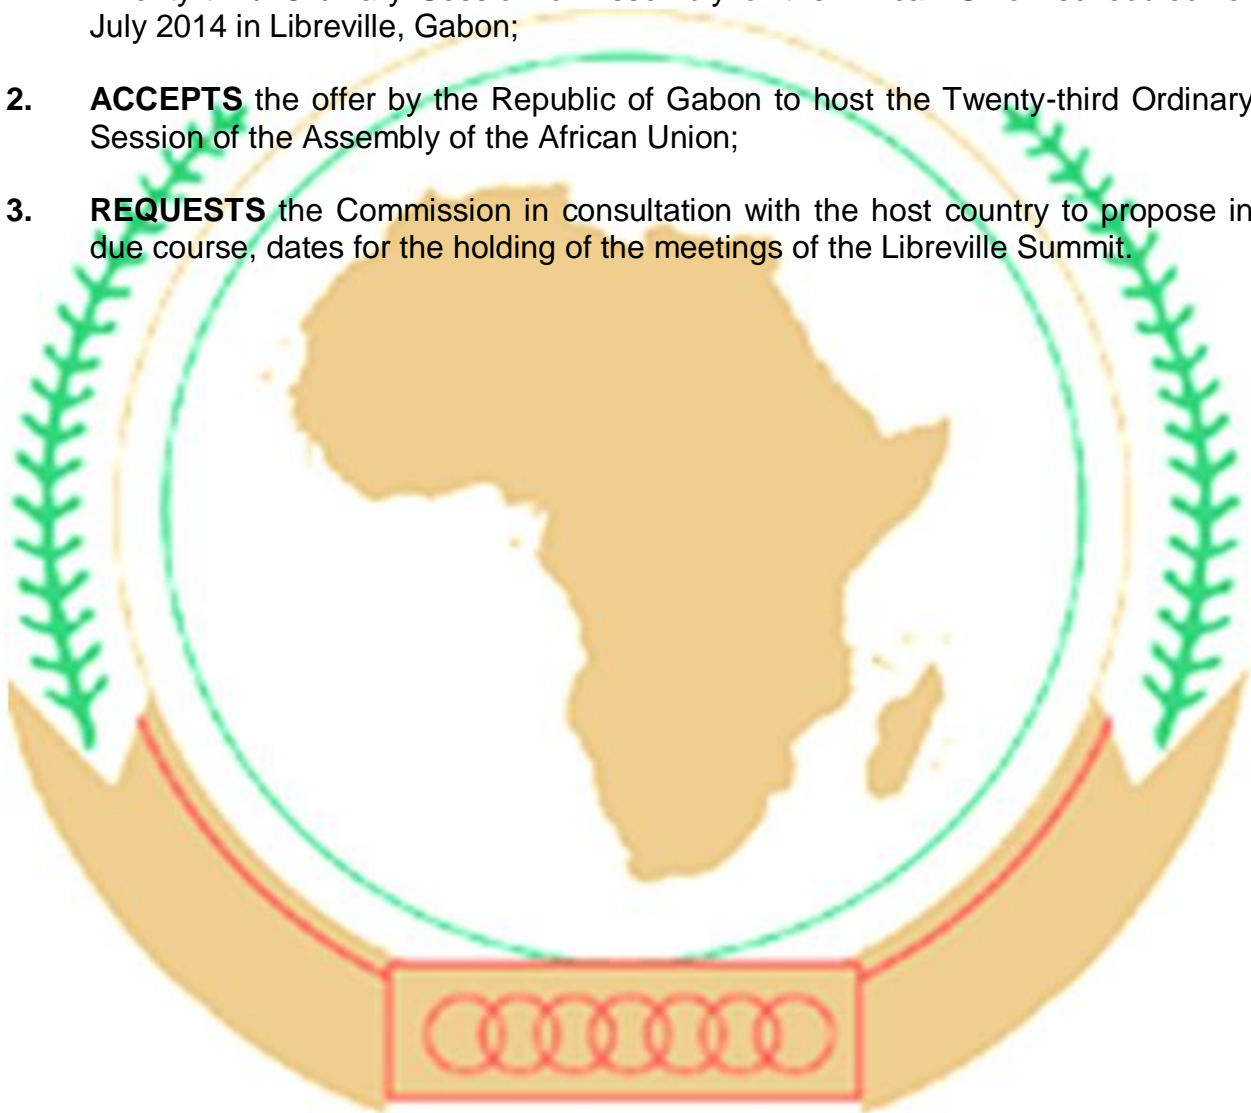 July 2014 in Libreville, Gabon;
2. ACCEPTS the offer by the Republic of Gabon to host the Twenty-third Ordinary
Session of the Assembly of the African Union;
3. REQUESTS the Commission in consultation with the host country to propose in
due course, dates for the holding of the meetings of the Libreville Summit.